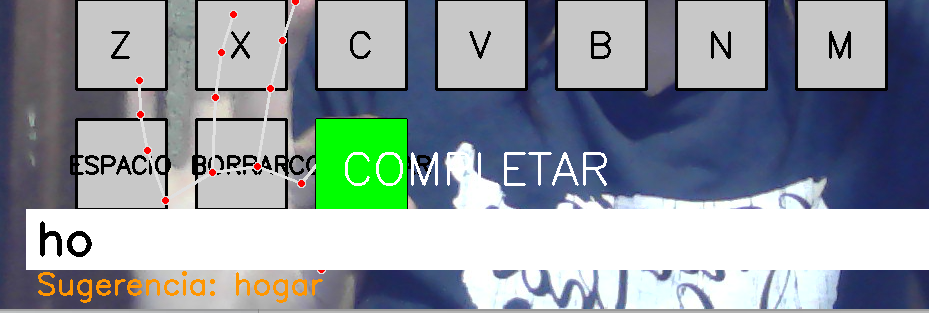 Z X C V B N M
ESPACIO BORRAR COMPLETAR
ho
Sugerencia: hogar